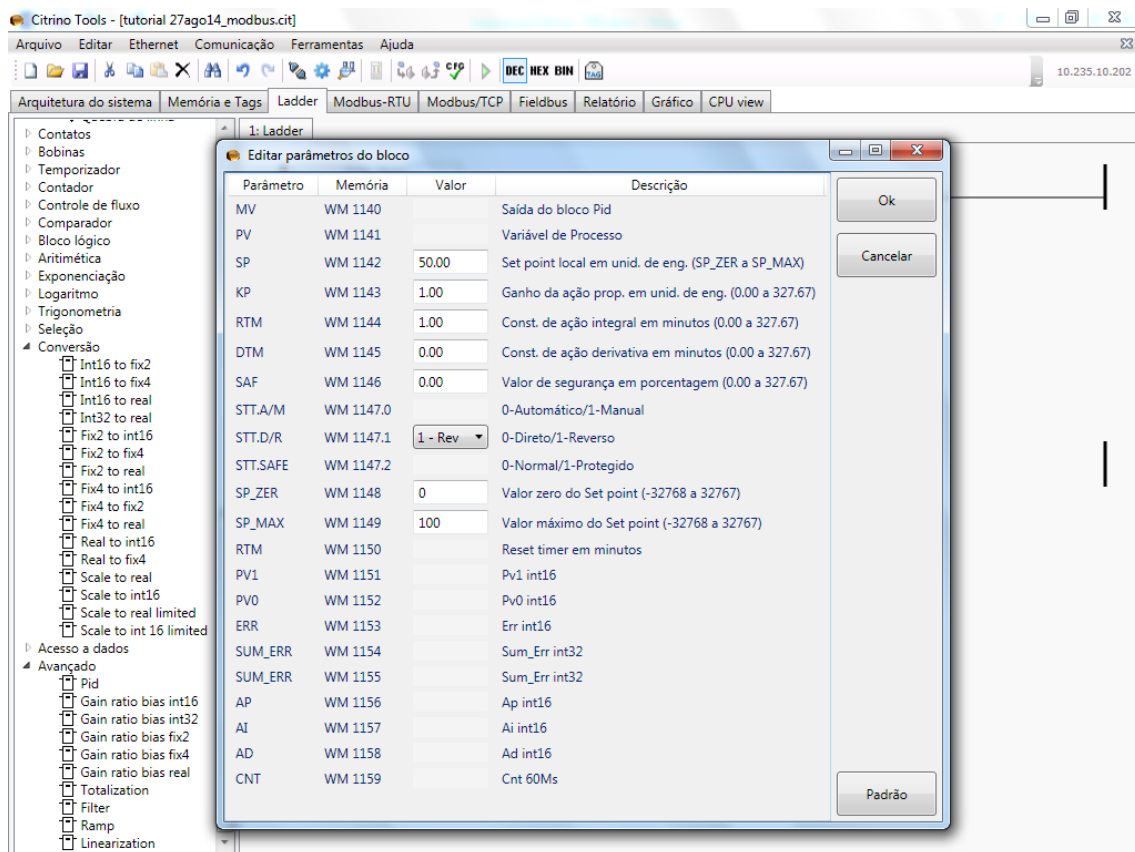 Citrino Tools - [tutorial 27ago14_modbus.cit]
Arquivo Editar Ethernet Comunicação Ferramentas Ajuda
CFG DEC HEX BIN TAG 10.235.10.202
Arquitetura do sistema Memória e Tags Ladder Modbus-RTU Modbus/TCP Fieldbus Relatório Gráfico CPU view
Contatos
Bobinas
Temporizador
Contador
Controle de fluxo
Comparador
Bloco lógico
Aritimética
Exponenciação
Logaritmo
Trigonometria
Seleção
Conversão
Int16 to fix2
Int16 to fix4
Int16 to real
Int32 to real
Fix2 to int16
Fix2 to fix4
Fix2 to real
Fix4 to int16
Fix4 to fix2
Fix4 to real
Real to int16
Real to fix4
Scale to real
Scale to int16
Scale to real limited
Scale to int 16 limited
Acesso a dados
Avançado
Pid
Gain ratio bias int16
Gain ratio bias int32
Gain ratio bias fix2
Gain ratio bias fix4
Gain ratio bias real
Totalization
Filter
Ramp
Linearization
1: Ladder
Editar parâmetros do bloco
Parâmetro Memória Valor Descrição
MV WM 1140 Saída do bloco Pid
PV WM 1141 Variável de Processo
SP WM 1142 50.00 Set point local em unid. de eng. (SP_ZER a SP_MAX)
KP WM 1143 1.00 Ganho da ação prop. em unid. de eng. (0.00 a 327.67)
RTM WM 1144 1.00 Const. de ação integral em minutos (0.00 a 327.67)
DTM WM 1145 0.00 Const. de ação derivativa em minutos (0.00 a 327.67)
SAF WM 1146 0.00 Valor de segurança em porcentagem (0.00 a 327.67)
STT.A/M WM 1147.0 0-Automático/1-Manual
STT.D/R WM 1147.1 1 - Rev 0-Direto/1-Reverso
STT.SAFE WM 1147.2 0-Normal/1-Protegido
SP_ZER WM 1148 0 Valor zero do Set point (-32768 a 32767)
SP_MAX WM 1149 100 Valor máximo do Set point (-32768 a 32767)
RTM WM 1150 Reset timer em minutos
PV1 WM 1151 Pv1 int16
PV0 WM 1152 Pv0 int16
ERR WM 1153 Err int16
SUM_ERR WM 1154 Sum_Err int32
SUM_ERR WM 1155 Sum_Err int32
AP WM 1156 Ap int16
AI WM 1157 Ai int16
AD WM 1158 Ad int16
CNT WM 1159 Cnt 60Ms
Ok
Cancelar
Padrão